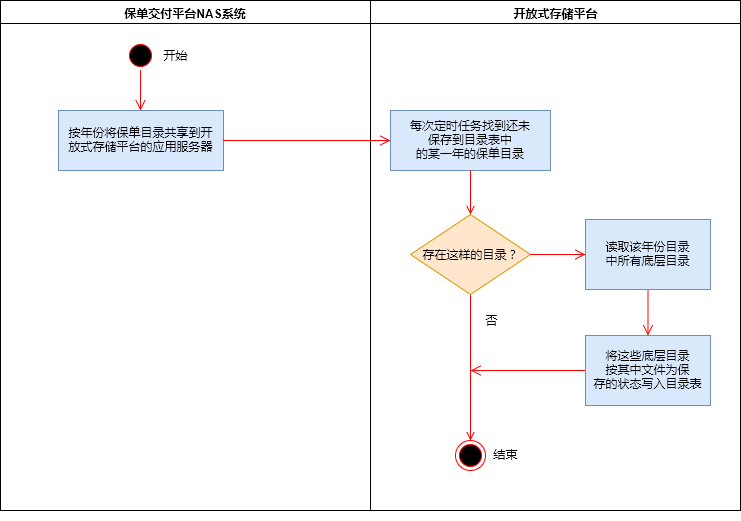 保单交付平台NAS系统
开放式存储平台
开始
按年份将保单目录共享到开
放式存储平台的应用服务器
每次定时任务找到还未
保存到目录表中
的某一年的保单目录
存在这样的目录？
读取该年份目录
中所有底层目录
否
将这些底层目录
按其中文件为保
存的状态写入目录表
结束